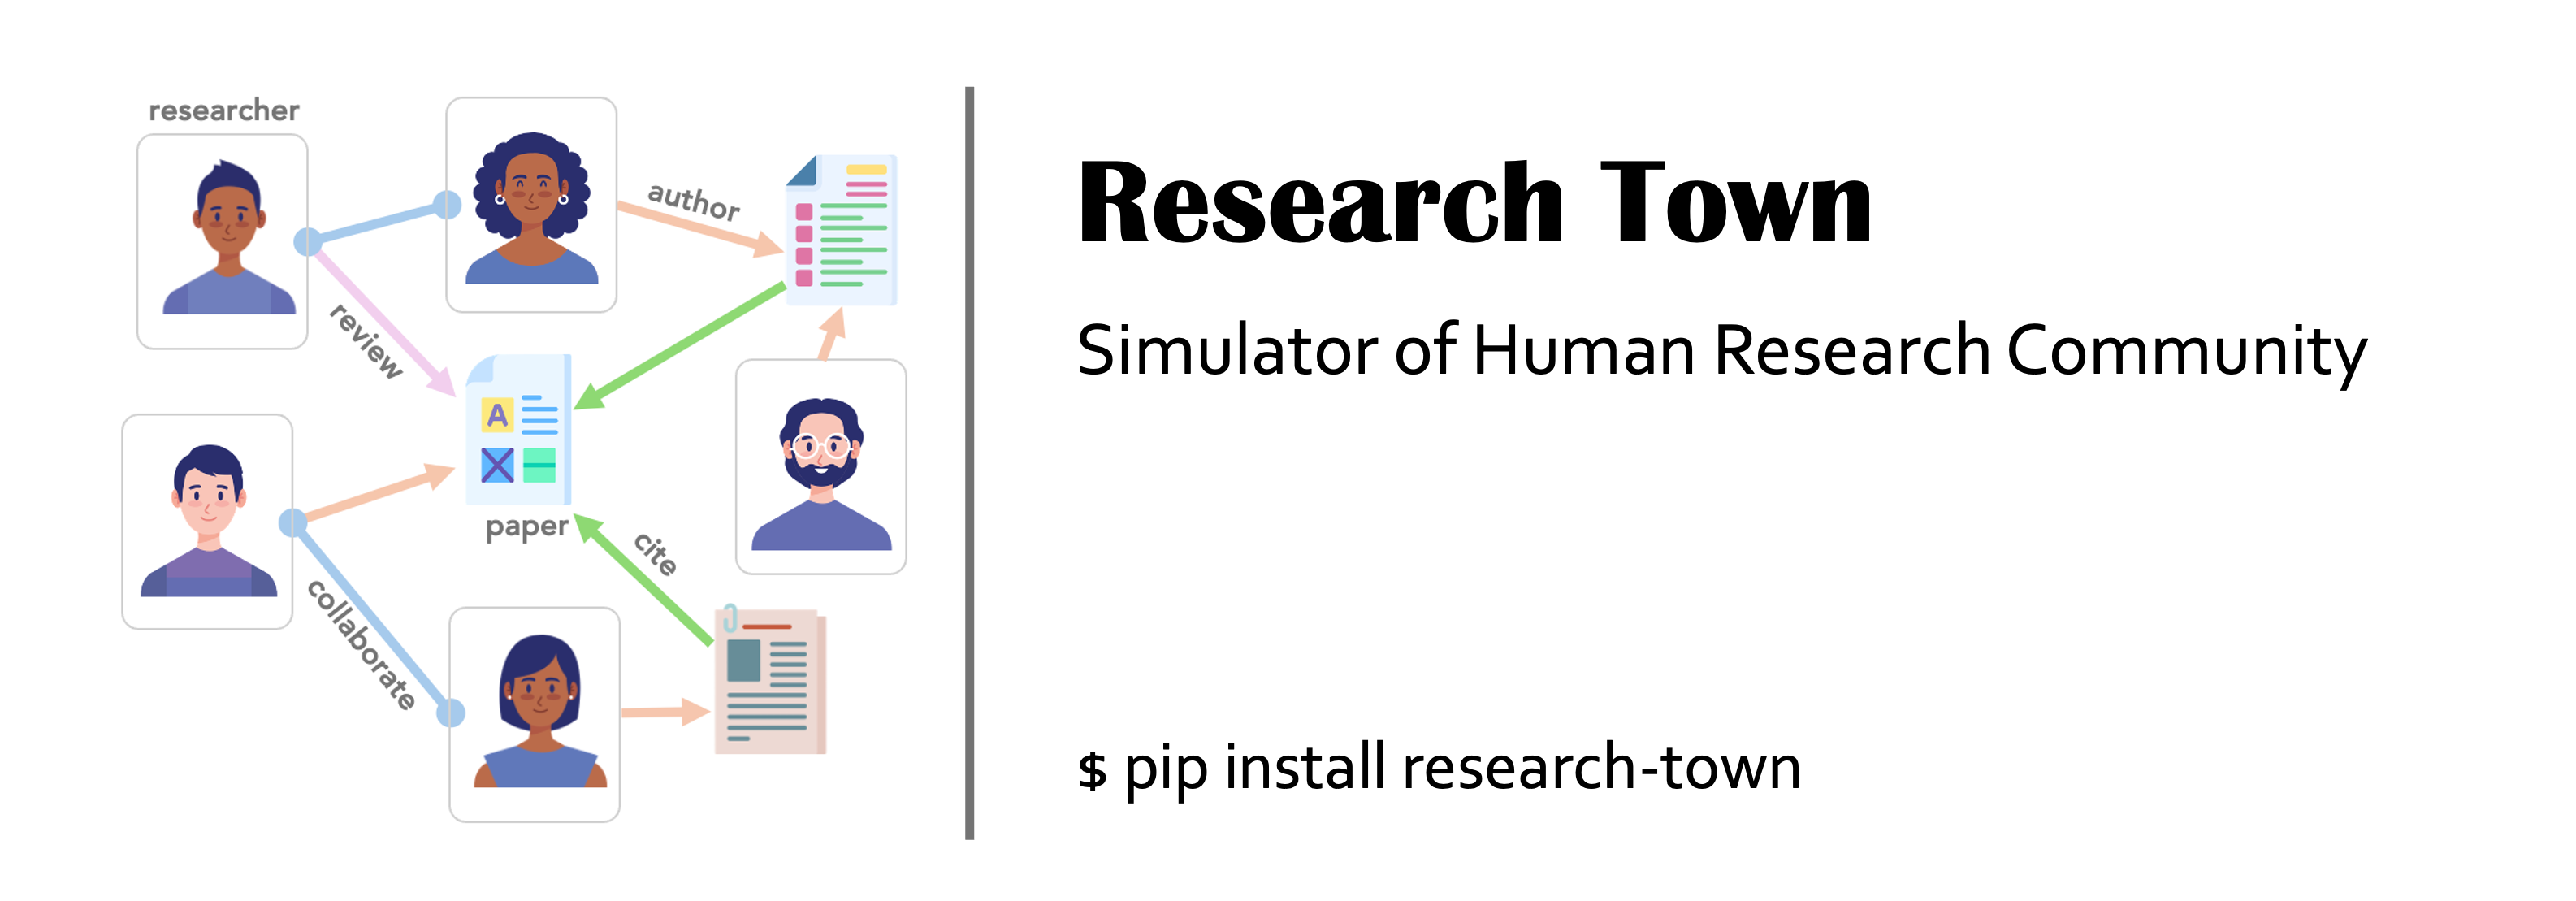 researcher
author
review
A
paper
cite
collaborate
Research Town
Simulator of Human Research Community
$ pip install research-town